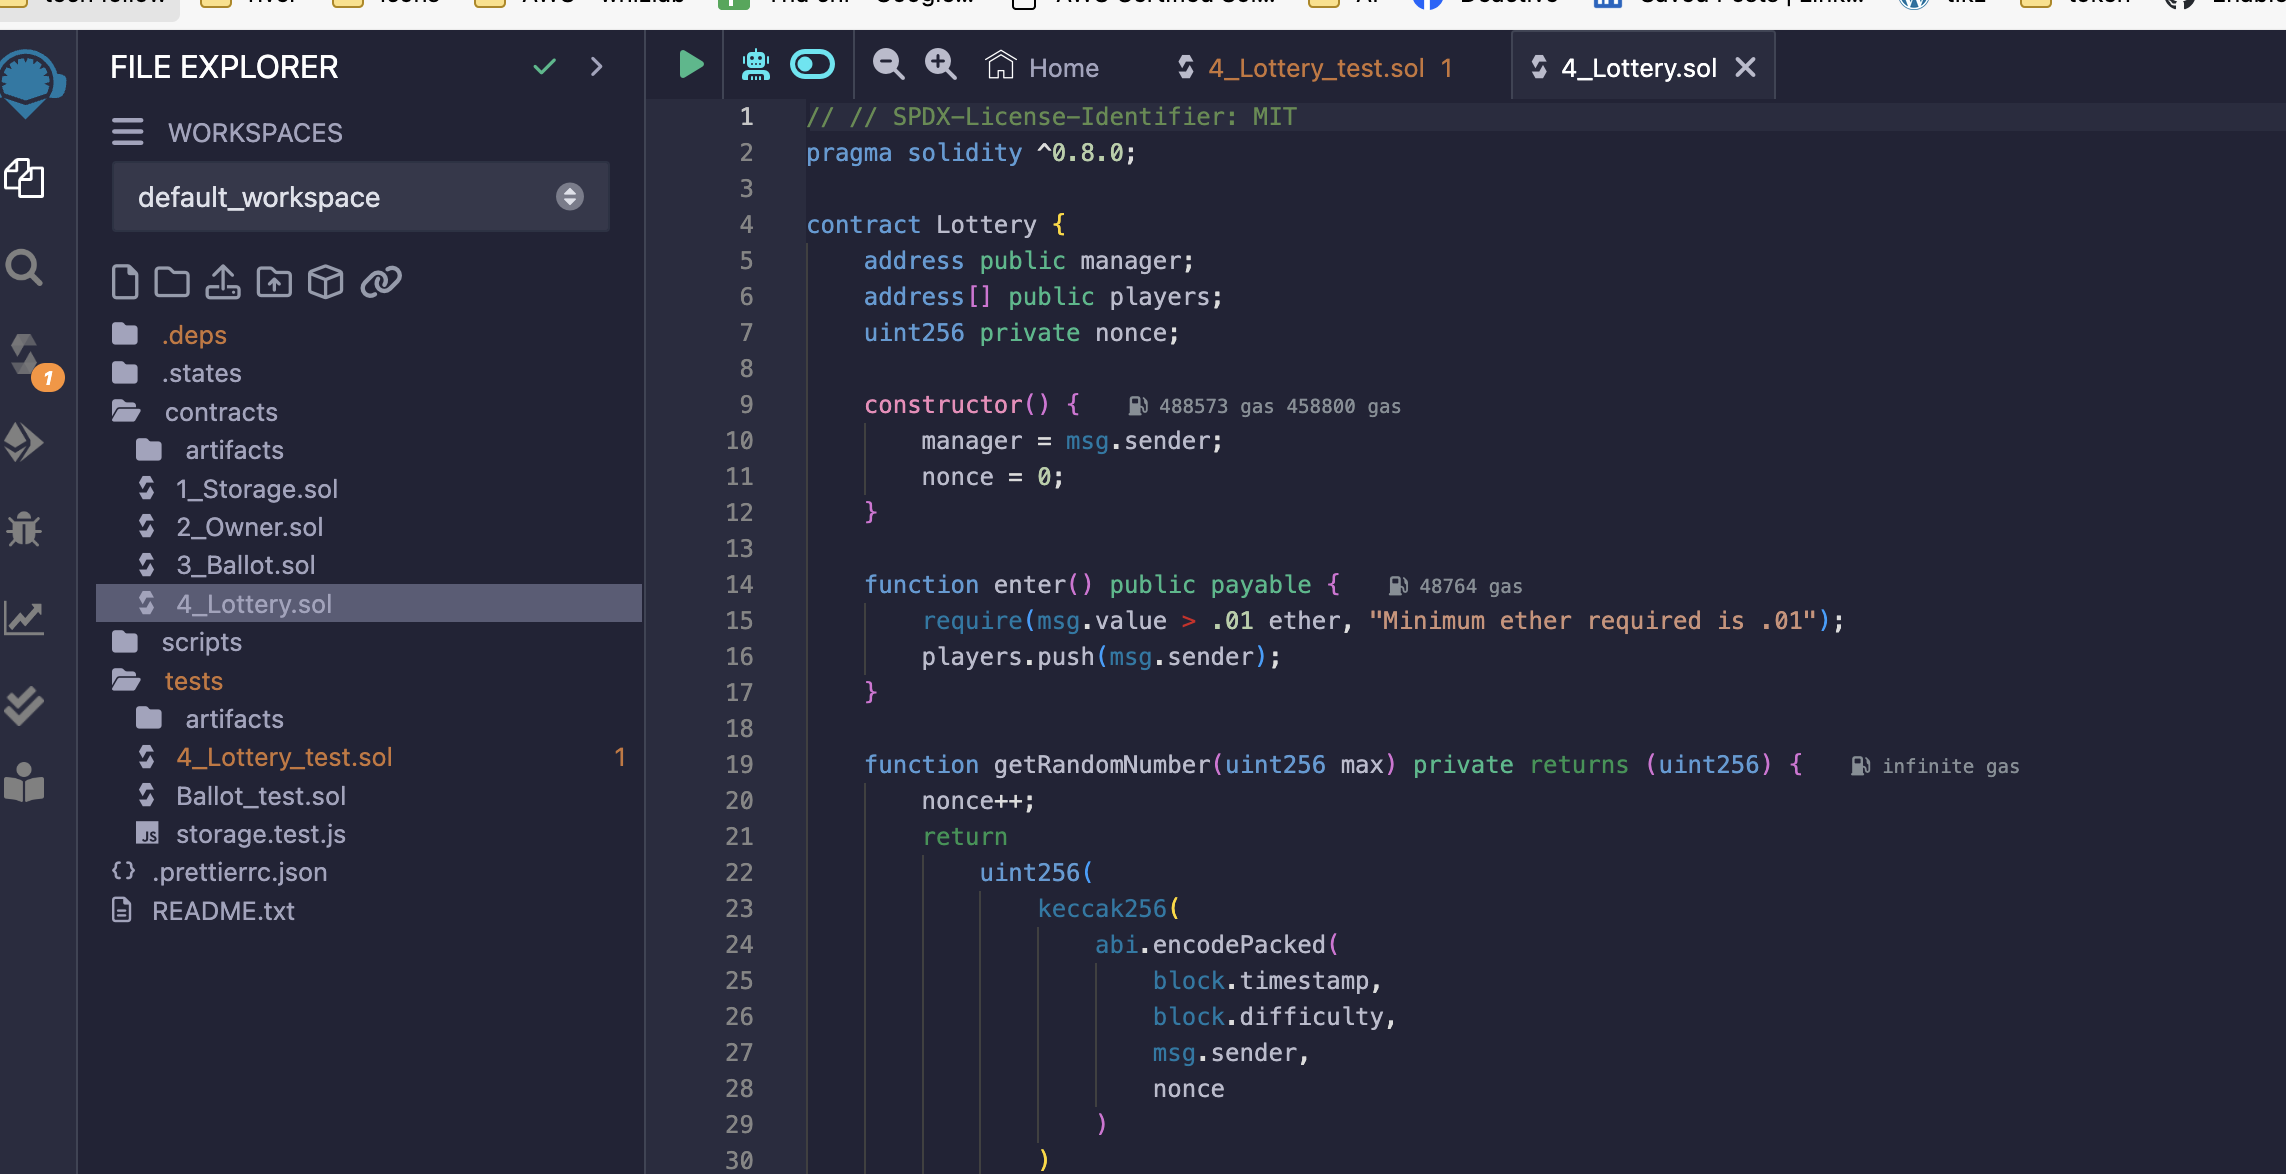 FILE EXPLORER
WORKSPACES
default_workspace
.deps
.states
contracts
artifacts
1_Storage.sol
2_Owner.sol
3_Ballot.sol
4_Lottery.sol
scripts
tests
artifacts
4_Lottery_test.sol 1
Ballot_test.sol
JS storage.test.js
{} .prettierrc.json
README.txt
1
Home
4_Lottery_test.sol 1
4_Lottery.sol
1 // // SPDX-License-Identifier: MIT
2 pragma solidity ^0.8.0;
3
4 contract Lottery {
5 address public manager;
6 address[] public players;
7 uint256 private nonce;
8
9 constructor() { 488573 gas 458800 gas
10 manager = msg.sender;
11 nonce = 0;
12 }
13
14 function enter() public payable { 48764 gas
15 require(msg.value > .01 ether, "Minimum ether required is .01");
16 players.push(msg.sender);
17 }
18
19 function getRandomNumber(uint256 max) private returns (uint256) { infinite gas
20 nonce++;
21 return
22 uint256(
23 keccak256(
24 abi.encodePacked(
25 block.timestamp,
26 block.difficulty,
27 msg.sender,
28 nonce
29 )
30 )